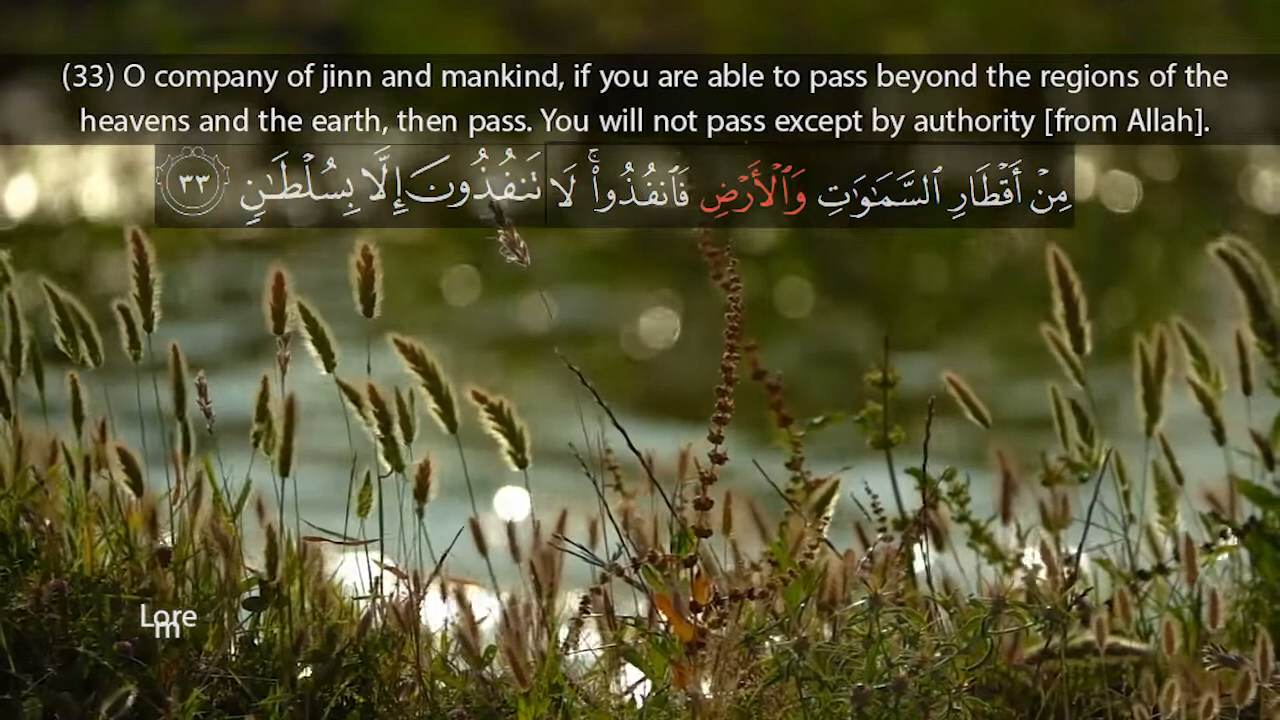 (33) O company of jinn and mankind, if you are able to pass beyond the regions of the
heavens and the earth, then pass. You will not pass except by authority [from Allah].
مِنْ أَقْطَارِ ٱلسَّمَـٰوَٰتِ وَٱلْأَرْضِ فَٱنفُذُوا۟ ۚ لَا تَنفُذُونَ إِلَّا بِسُلْطَـٰنٍ ٣٣
Lore
m